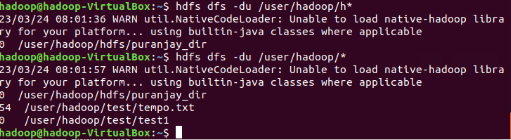 hadoop@hadoop-VirtualBox:~$ hdfs dfs -du /user/hadoop/h*
23/03/24 08:01:36 WARN util.NativeCodeLoader: Unable to load native-hadoop libra
ry for your platform... using builtin-java classes where applicable
0  /user/hadoop/hdfs/puranjay_dir
hadoop@hadoop-VirtualBox:~$ hdfs dfs -du /user/hadoop/*
23/03/24 08:01:57 WARN util.NativeCodeLoader: Unable to load native-hadoop libra
ry for your platform... using builtin-java classes where applicable
0  /user/hadoop/hdfs/puranjay_dir
54  /user/hadoop/test/tempo.txt
0  /user/hadoop/test/test1
hadoop@hadoop-VirtualBox:~$